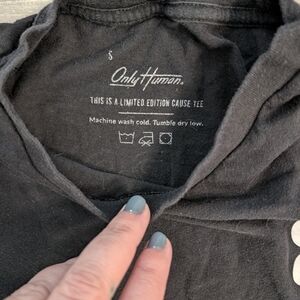 S
Only Human.
THIS IS A LIMITED EDITION CAUSE TEE
Machine wash cold. Tumble dry low.